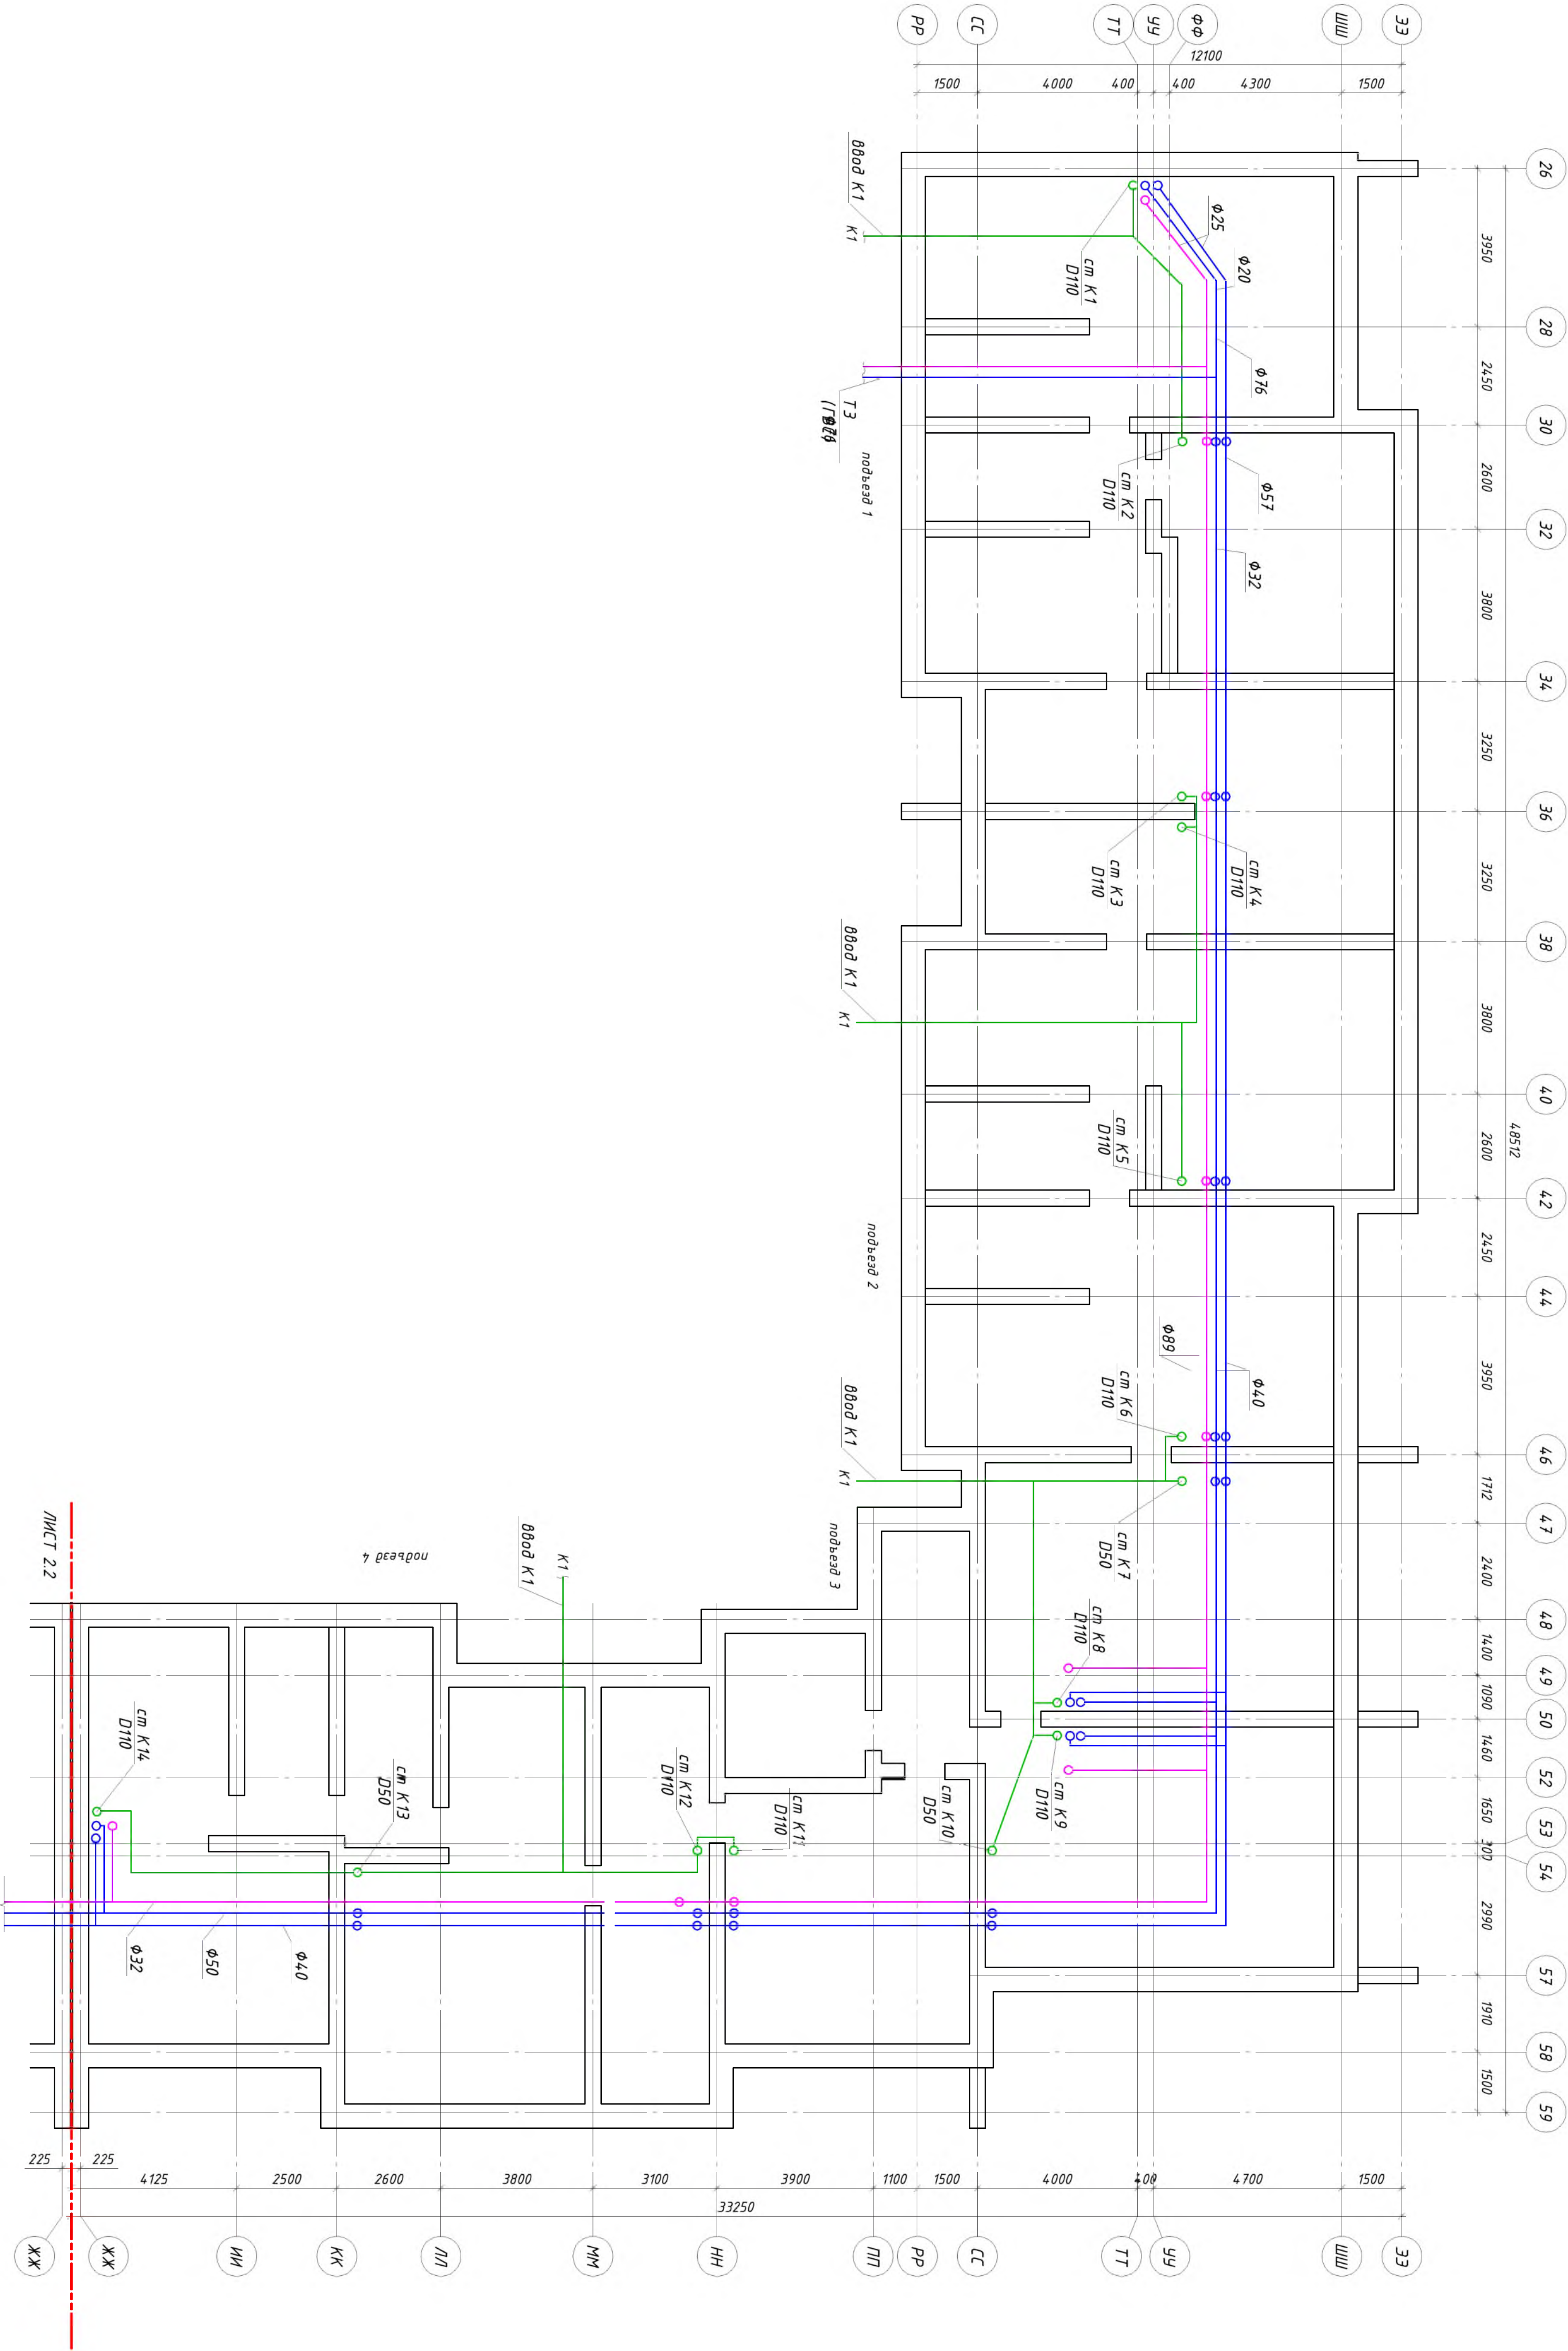 РР
СС
ТТ
УУ
ФФ
ШШ
ЭЭ
12100
1500
4000
400
400
4300
1500
26
28
30
32
34
36
38
40
42
44
46
47
48
49
50
52
53
54
57
58
59
3950
2450
2600
3800
3250
3250
3800
2600
2450
3950
1712
2400
1400
1090
1460
1650
300
2990
1910
1500
48512
ввод К1
К1
ст К1
D110
Ф25
Ф20
Ф76
Т3
подъезд 1
ст К2
D110
Ф57
Ф32
ст К3
D110
ст К4
D110
ввод К1
К1
ст К5
D110
подъезд 2
Ф89
Ф40
ст К6
D110
ввод К1
К1
ст К7
D50
подъезд 3
ст К8
D110
ст К9
D110
ст К10
D50
ввод К1
К1
подъезд 4
ЛИСТ 2.2
ст К11
D110
ст К12
D110
ст К13
D50
ст К14
D110
Ф32
Ф50
Ф40
225
225
4125
2500
2600
3800
3100
3900
1100
1500
4000
400
4700
1500
33250
ЖЖ
ЖЖ
ИИ
КК
ЛЛ
ММ
НН
ПП
РР
СС
ТТ
УУ
ШШ
ЭЭ